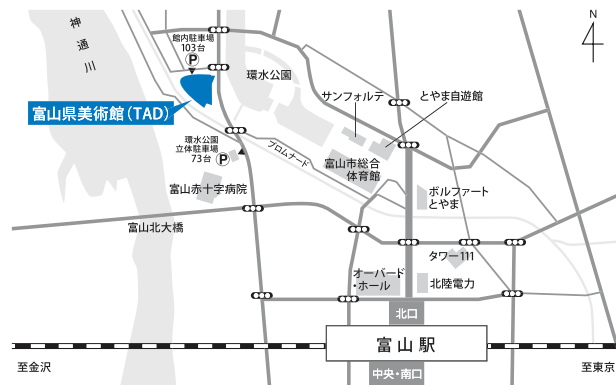 神通川
N
館内駐車場
103台
P
環水公園
サンフォルテ
とやま自遊館
富山県美術館(TAD)
環水公園
立体駐車場
73台
P
プロムナード
富山市総合
体育館
富山赤十字病院
ボルファート
とやま
富山北大橋
タワー111
オーバード
・ホール
北陸電力
北口
富山駅
至金沢
中央・南口
至東京